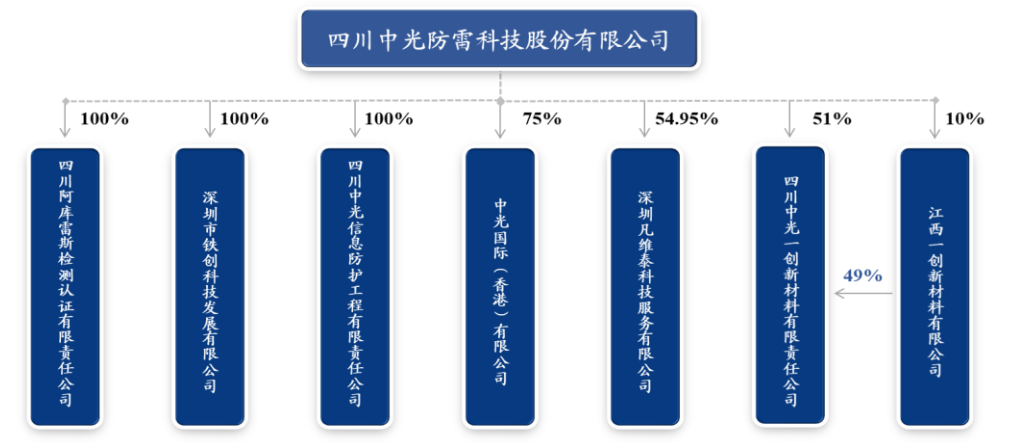 四川中光防雷科技股份有限公司
100%
100%
100%
75%
54.95%
51%
10%
四川阿库雷斯检测认证有限责任公司
深圳市铁创科技发展有限公司
四川中光信息防护工程有限责任公司
中光国际（香港）有限公司
深圳凡维泰科技服务有限公司
四川中光一创新材料有限责任公司
49%
江西一创新材料有限公司